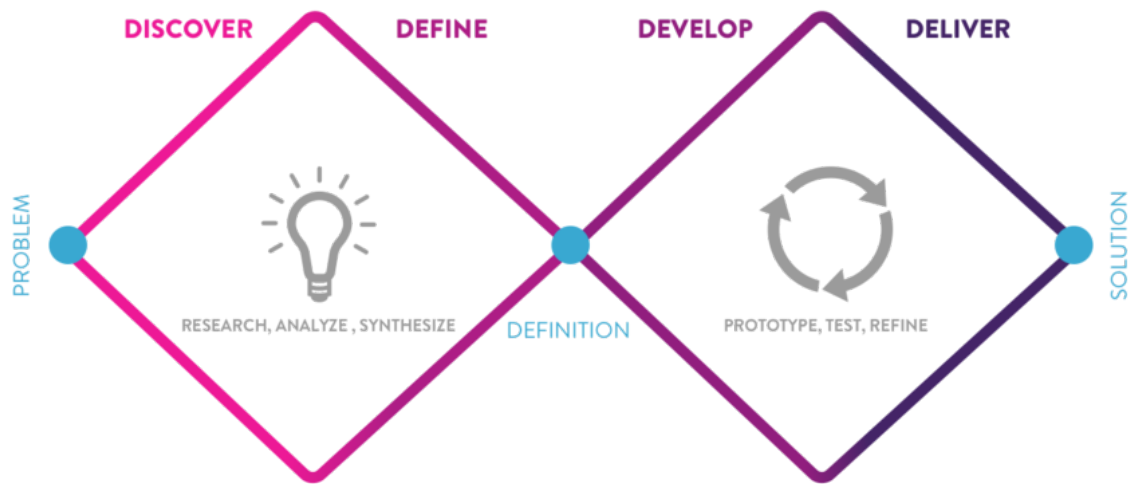 DISCOVER
DEFINE
DEVELOP
DELIVER
PROBLEM
RESEARCH, ANALYZE , SYNTHESIZE
DEFINITION
PROTOTYPE, TEST, REFINE
SOLUTION